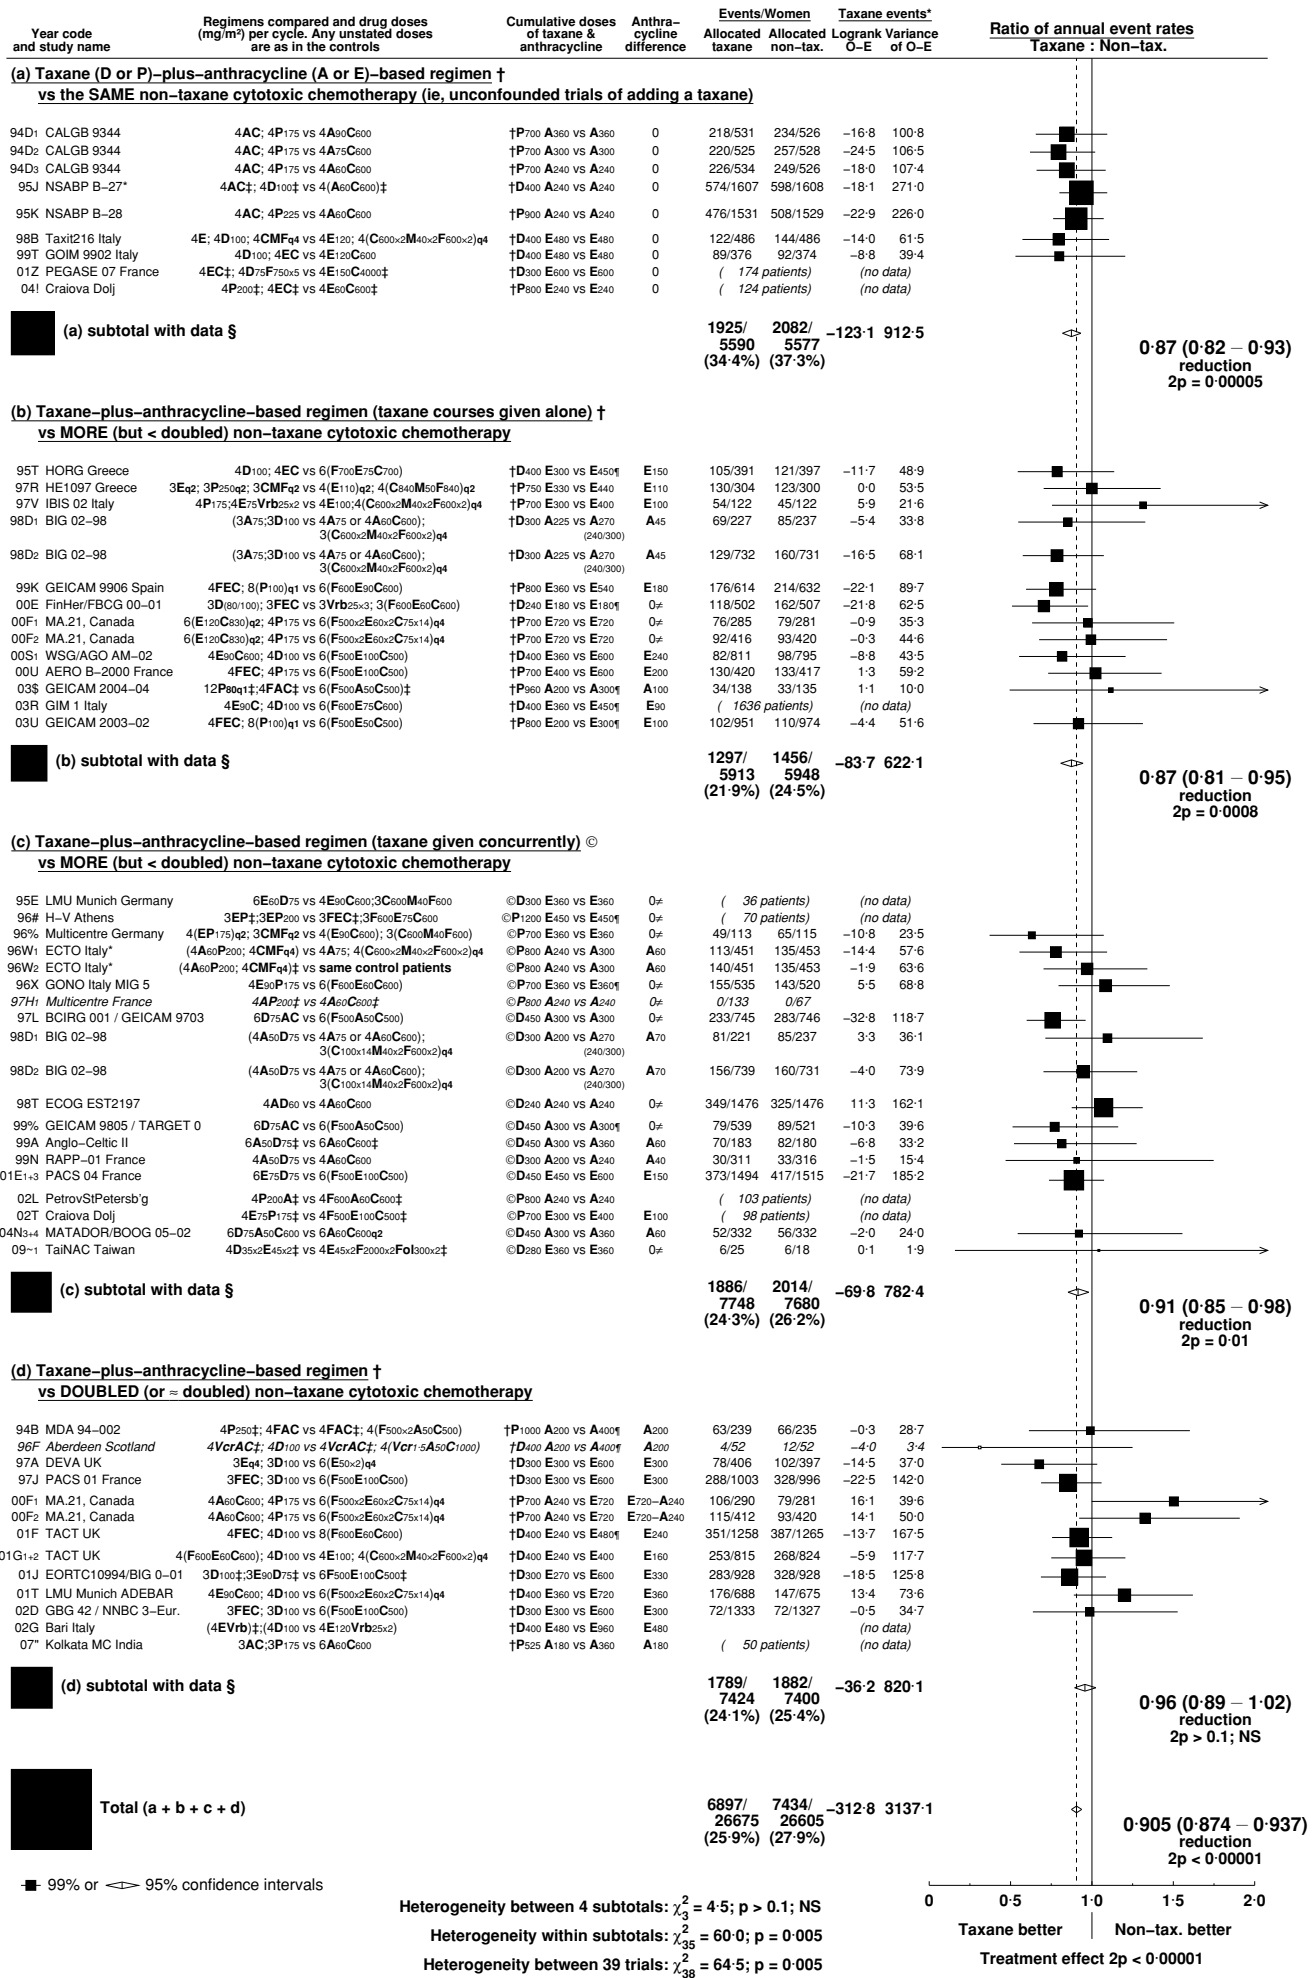 Year code and study name
Regimens compared and drug doses (mg/m²) per cycle. Any unstated doses are as in the controls
Cumulative doses of taxane & anthracycline
Anthra−cycline difference
Events/Women
Allocated taxane
Allocated non−tax.
Taxane events*
Logrank O−E
Variance of O−E
Ratio of annual event rates
Taxane : Non−tax.
(a) Taxane (D or P)−plus−anthracycline (A or E)−based regimen †
vs the SAME non−taxane cytotoxic chemotherapy (ie, unconfounded trials of adding a taxane)
94D1 CALGB 9344 4AC; 4P175 vs 4A90C600 †P700 A360 vs A360 0 218/531 234/526 −16·8 100·8
94D2 CALGB 9344 4AC; 4P175 vs 4A75C600 †P700 A300 vs A300 0 220/525 257/528 −24·5 106·5
94D3 CALGB 9344 4AC; 4P175 vs 4A60C600 †P700 A240 vs A240 0 226/534 249/526 −18·0 107·4
95J NSABP B−27* 4AC‡; 4D100‡ vs 4(A60C600)‡ †D400 A240 vs A240 0 574/1607 598/1608 −18·1 271·0
95K NSABP B−28 4AC; 4P225 vs 4A60C600 †P900 A240 vs A240 0 476/1531 508/1529 −22·9 226·0
98B Taxit216 Italy 4E; 4D100; 4CMFq4 vs 4E120; 4(C600x2M40x2F600x2)q4 †D400 E480 vs E480 0 122/486 144/486 −14·0 61·5
99T GOIM 9902 Italy 4D100; 4EC vs 4E120C600 †D400 E480 vs E480 0 89/376 92/374 −8·8 39·4
01Z PEGASE 07 France 4EC‡; 4D75F750x5 vs 4E150C4000‡ †D300 E600 vs E600 0 ( 174 patients) (no data)
04! Craiova Dolj 4P200‡; 4EC‡ vs 4E60C600‡ †P800 E240 vs E240 0 ( 124 patients) (no data)
(a) subtotal with data § 1925/5590 (34·4%) 2082/5577 (37·3%) −123·1 912·5
0·87 (0·82 − 0·93)
reduction
2p = 0·00005
(b) Taxane−plus−anthracycline−based regimen (taxane courses given alone) †
vs MORE (but < doubled) non−taxane cytotoxic chemotherapy
95T HORG Greece 4D100; 4EC vs 6(F700E75C700) †D400 E300 vs E450¶ E150 105/391 121/397 −11·7 48·9
97R HE1097 Greece 3Eq2; 3P250q2; 3CMFq2 vs 4(E110)q2; 4(C840M50F840)q2 †P750 E330 vs E440 E110 130/304 123/300 0·0 53·5
97V IBIS 02 Italy 4P175;4E75Vrb25x2 vs 4E100;4(C600x2M40x2F600x2)q4 †P700 E300 vs E400 E100 54/122 45/122 5·9 21·6
98D1 BIG 02−98 (3A75;3D100 vs 4A75 or 4A60C600); †D300 A225 vs A270 A45 69/227 85/237 −5·4 33·8
3(C600x2M40x2F600x2)q4 (240/300)
98D2 BIG 02−98 (3A75;3D100 vs 4A75 or 4A60C600); †D300 A225 vs A270 A45 129/732 160/731 −16·5 68·1
3(C600x2M40x2F600x2)q4 (240/300)
99K GEICAM 9906 Spain 4FEC; 8(P100)q1 vs 6(F600E90C600) †P800 E360 vs E540 E180 176/614 214/632 −22·1 89·7
00E FinHer/FBCG 00−01 3D(80/100); 3FEC vs 3Vrb25×3; 3(F600E60C600) †D240 E180 vs E180¶ 0≠ 118/502 162/507 −21·8 62·5
00F1 MA.21, Canada 6(E120C830)q2; 4P175 vs 6(F500x2E60x2C75x14)q4 †P700 E720 vs E720 0≠ 76/285 79/281 −0·9 35·3
00F2 MA.21, Canada 6(E120C830)q2; 4P175 vs 6(F500x2E60x2C75x14)q4 †P700 E720 vs E720 0≠ 92/416 93/420 −0·3 44·6
00S1 WSG/AGO AM−02 4E90C600; 4D100 vs 6(F500E100C500) †D400 E360 vs E600 E240 82/811 98/795 −8·8 43·5
00U AERO B−2000 France 4FEC; 4P175 vs 6(F500E100C500) †P700 E400 vs E600 E200 130/420 133/417 1·3 59·2
03$ GEICAM 2004−04 12P80q1‡;4FAC‡ vs 6(F500A50C500)‡ †P960 A200 vs A300¶ A100 34/138 33/135 1·1 10·0
03R GIM 1 Italy 4E90C; 4D100 vs 6(F600E75C600) †D400 E360 vs E450¶ E90 ( 1636 patients) (no data)
03U GEICAM 2003−02 4FEC; 8(P100)q1 vs 6(F500E50C500) †P800 E200 vs E300¶ E100 102/951 110/974 −4·4 51·6
(b) subtotal with data § 1297/5913 (21·9%) 1456/5948 (24·5%) −83·7 622·1
0·87 (0·81 − 0·95)
reduction
2p = 0·0008
(c) Taxane−plus−anthracycline−based regimen (taxane given concurrently) ©
vs MORE (but < doubled) non−taxane cytotoxic chemotherapy
95E LMU Munich Germany 6E60D75 vs 4E90C600;3C600M40F600 ©D300 E360 vs E360 0≠ ( 36 patients) (no data)
96# H−V Athens 3EP‡;3EP200 vs 3FEC‡;3F600E75C600 ©P1200 E450 vs E450¶ 0≠ ( 70 patients) (no data)
96% Multicentre Germany 4(EP175)q2; 3CMFq2 vs 4(E90C600); 3(C600M40F600) ©P700 E360 vs E360 0≠ 49/113 65/115 −10·8 23·5
96W1 ECTO Italy* (4A60P200; 4CMFq4) vs 4A75; 4(C600×2M40×2F600×2)q4 ©P800 A240 vs A300 A60 113/451 135/453 −14·4 57·6
96W2 ECTO Italy* (4A60P200; 4CMFq4)‡ vs same control patients ©P800 A240 vs A300 A60 140/451 135/453 −1·9 63·6
96X GONO Italy MIG 5 4E90P175 vs 6(F600E60C600) ©P700 E360 vs E360¶ 0≠ 155/535 143/520 5·5 68·8
97H1 Multicentre France 4AP200‡ vs 4A60C600‡ ©P800 A240 vs A240 0≠ 0/133 0/67
97L BCIRG 001 / GEICAM 9703 6D75AC vs 6(F500A50C500) ©D450 A300 vs A300 0≠ 233/745 283/746 −32·8 118·7
98D1 BIG 02−98 (4A50D75 vs 4A75 or 4A60C600); ©D300 A200 vs A270 A70 81/221 85/237 3·3 36·1
3(C100x14M40x2F600x2)q4 (240/300)
98D2 BIG 02−98 (4A50D75 vs 4A75 or 4A60C600); ©D300 A200 vs A270 A70 156/739 160/731 −4·0 73·9
3(C100x14M40x2F600x2)q4 (240/300)
98T ECOG EST2197 4AD60 vs 4A60C600 ©D240 A240 vs A240 0≠ 349/1476 325/1476 11·3 162·1
99% GEICAM 9805 / TARGET 0 6D75AC vs 6(F500A50C500) ©D450 A300 vs A300¶ 0≠ 79/539 89/521 −10·3 39·6
99A Anglo−Celtic II 6A50D75‡ vs 6A60C600‡ ©D450 A300 vs A360 A60 70/183 82/180 −6·8 33·2
99N RAPP−01 France 4A50D75 vs 4A60C600 ©D300 A200 vs A240 A40 30/311 33/316 −1·5 15·4
01E1+3 PACS 04 France 6E75D75 vs 6(F500E100C500) ©D450 E450 vs E600 E150 373/1494 417/1515 −21·7 185·2
02L PetrovStPetersb'g 4P200A‡ vs 4F600A60C600‡ ©P800 A240 vs A240 ( 103 patients) (no data)
02T Craiova Dolj 4E75P175‡ vs 4F500E100C500‡ ©P700 E300 vs E400 E100 ( 98 patients) (no data)
04N3+4 MATADOR/BOOG 05−02 6D75A50C600 vs 6A60C600q2 ©D450 A300 vs A360 A60 52/332 56/332 −2·0 24·0
09~1 TaiNAC Taiwan 4D35x2E45x2‡ vs 4E45x2F2000x2Fol300x2‡ ©D280 E360 vs E360 0≠ 6/25 6/18 0·1 1·9
(c) subtotal with data § 1886/7748 (24·3%) 2014/7680 (26·2%) −69·8 782·4
0·91 (0·85 − 0·98)
reduction
2p = 0·01
(d) Taxane−plus−anthracycline−based regimen †
vs DOUBLED (or ≈ doubled) non−taxane cytotoxic chemotherapy
94B MDA 94−002 4P250‡; 4FAC vs 4FAC‡; 4(F500×2A50C500) †P1000 A200 vs A400¶ A200 63/239 66/235 −0·3 28·7
96F Aberdeen Scotland 4VcrAC‡; 4D100 vs 4VcrAC‡; 4(Vcr1·5A50C1000) †D400 A200 vs A400¶ A200 4/52 12/52 −4·0 3·4
97A DEVA UK 3Eq4; 3D100 vs 6(E50×2)q4 †D300 E300 vs E600 E300 78/406 102/397 −14·5 37·0
97J PACS 01 France 3FEC; 3D100 vs 6(F500E100C500) †D300 E300 vs E600 E300 288/1003 328/996 −22·5 142·0
00F1 MA.21, Canada 4A60C600; 4P175 vs 6(F500x2E60x2C75x14)q4 †P700 A240 vs E720 E720−A240 106/290 79/281 16·1 39·6
00F2 MA.21, Canada 4A60C600; 4P175 vs 6(F500x2E60x2C75x14)q4 †P700 A240 vs E720 E720−A240 115/412 93/420 14·1 50·0
01F TACT UK 4FEC; 4D100 vs 8(F600E60C600) †D400 E240 vs E480¶ E240 351/1258 387/1265 −13·7 167·5
01G1+2 TACT UK 4(F600E60C600); 4D100 vs 4E100; 4(C600×2M40×2F600×2)q4 †D400 E240 vs E400 E160 253/815 268/824 −5·9 117·7
01J EORTC10994/BIG 0−01 3D100‡;3E90D75‡ vs 6F500E100C500‡ †D300 E270 vs E600 E330 283/928 328/928 −18·5 125·8
01T LMU Munich ADEBAR 4E90C600; 4D100 vs 6(F500x2E60x2C75x14)q4 †D400 E360 vs E720 E360 176/688 147/675 13·4 73·6
02D GBG 42 / NNBC 3−Eur. 3FEC; 3D100 vs 6(F500E100C500) †D300 E300 vs E600 E300 72/1333 72/1327 −0·5 34·7
02G Bari Italy (4EVrb)‡;(4D100 vs 4E120Vrb25x2) †D400 E480 vs E960 E480 (no data)
07" Kolkata MC India 3AC;3P175 vs 6A60C600 †P525 A180 vs A360 A180 ( 50 patients) (no data)
(d) subtotal with data § 1789/7424 (24·1%) 1882/7400 (25·4%) −36·2 820·1
0·96 (0·89 − 1·02)
reduction
2p > 0.1; NS
Total (a + b + c + d) 6897/26675 (25·9%) 7434/26605 (27·9%) −312·8 3137·1
0·905 (0·874 − 0·937)
reduction
2p < 0·00001
99% or 95% confidence intervals
0 0·5 1·0 1·5 2·0
Taxane better Non−tax. better
Treatment effect 2p < 0·00001
Heterogeneity between 4 subtotals: χ²3 = 4·5; p > 0.1; NS
Heterogeneity within subtotals: χ²35 = 60·0; p = 0·005
Heterogeneity between 39 trials: χ²38 = 64·5; p = 0·005